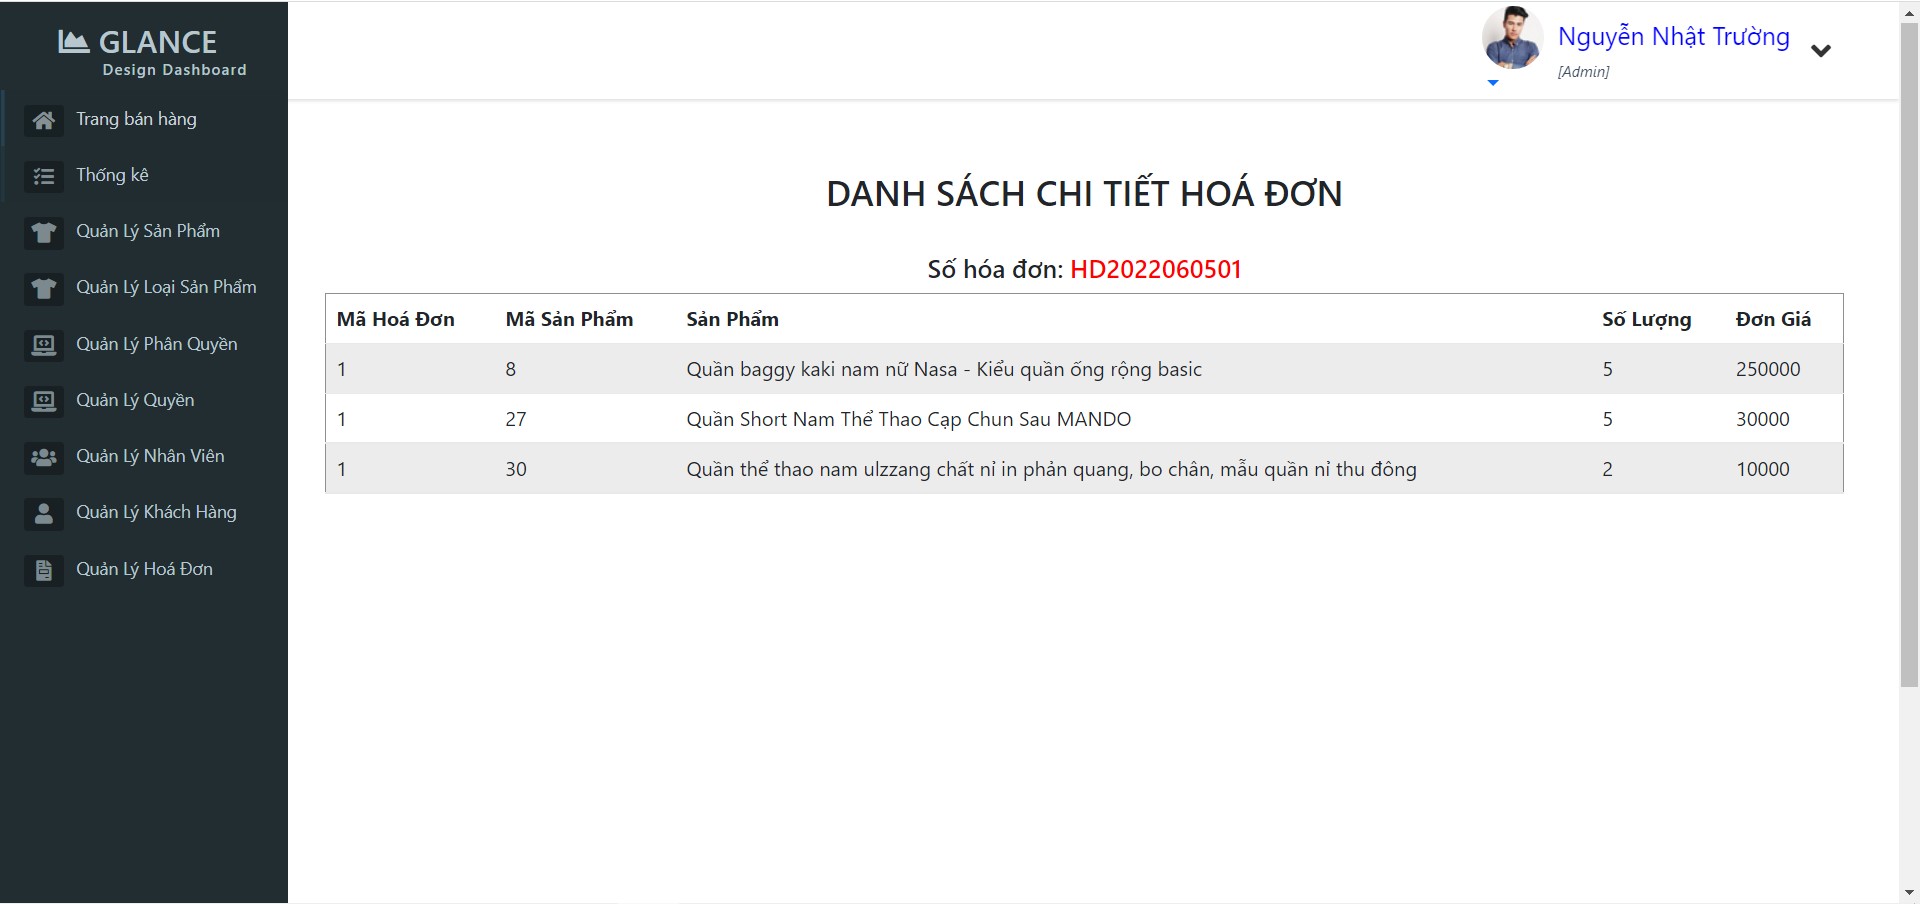 GLANCE
Design Dashboard
Trang bán hàng
Thống kê
Quản Lý Sản Phẩm
Quản Lý Loại Sản Phẩm
Quản Lý Phân Quyền
Quản Lý Quyền
Quản Lý Nhân Viên
Quản Lý Khách Hàng
Quản Lý Hoá Đơn
Nguyễn Nhật Trường
[Admin]
DANH SÁCH CHI TIẾT HOÁ ĐƠN
Số hóa đơn: HD2022060501
Mã Hoá Đơn Mã Sản Phẩm Sản Phẩm Số Lượng Đơn Giá
1 8 Quần baggy kaki nam nữ Nasa - Kiểu quần ống rộng basic 5 250000
1 27 Quần Short Nam Thể Thao Cạp Chun Sau MANDO 5 30000
1 30 Quần thể thao nam ulzzang chất nỉ in phản quang, bo chân, mẫu quần nỉ thu đông 2 10000